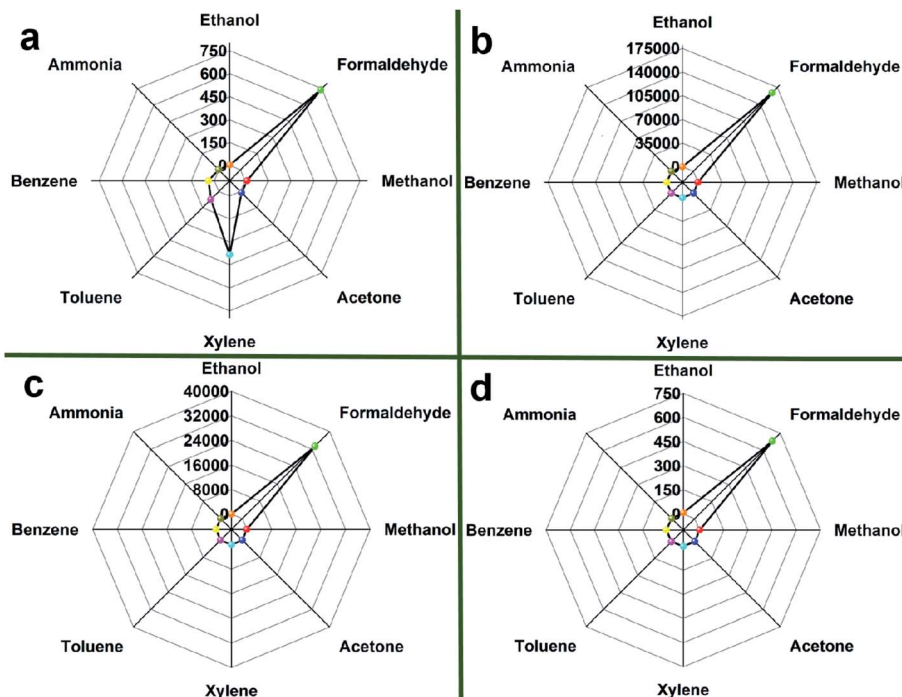 a
Ethanol
750
600
450
300
150
0
Formaldehyde
Ammonia
Benzene
Methanol
Toluene
Acetone
Xylene
b
Ethanol
175000
140000
105000
70000
35000
0
Formaldehyde
Ammonia
Benzene
Methanol
Toluene
Acetone
Xylene
c
Ethanol
40000
32000
24000
16000
8000
0
Formaldehyde
Ammonia
Benzene
Methanol
Toluene
Acetone
Xylene
d
Ethanol
750
600
450
300
150
0
Formaldehyde
Ammonia
Benzene
Methanol
Toluene
Acetone
Xylene